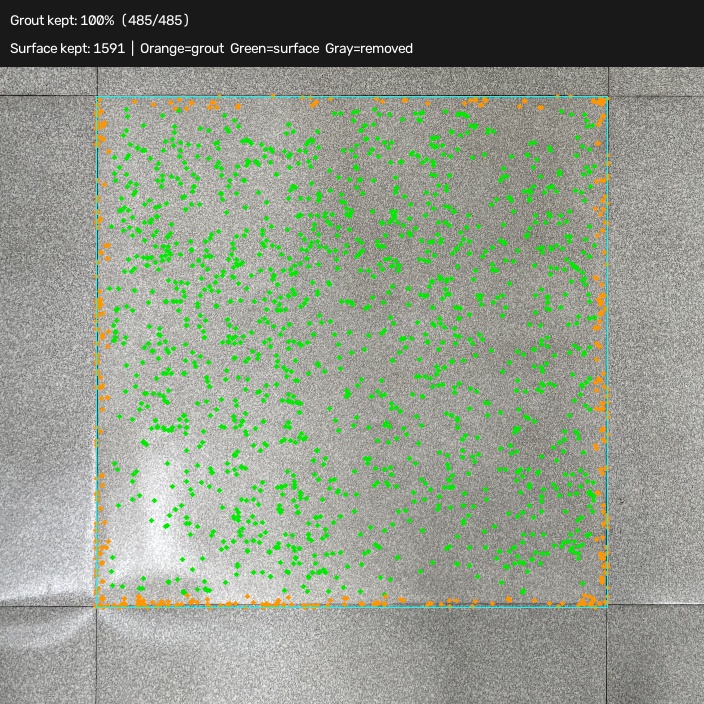 Grout kept: 100%  (485/485)
Surface kept: 1591 | Orange=grout  Green=surface  Gray=removed